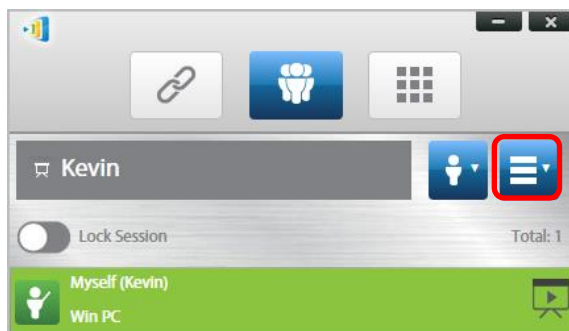 Kevin
Lock Session
Total: 1
Myself (Kevin)
Win PC